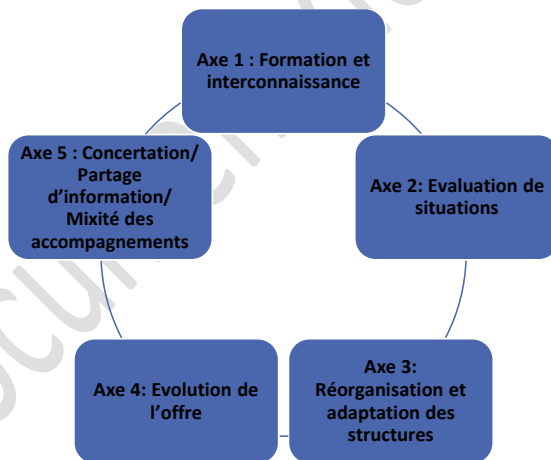 Axe 1 : Formation et
interconnaissance
Axe 2: Evaluation de
situations
Axe 3:
Réorganisation et
adaptation des
structures
Axe 4: Evolution de
l'offre
Axe 5 : Concertation/
Partage
d'information/
Mixité des
accompagnements